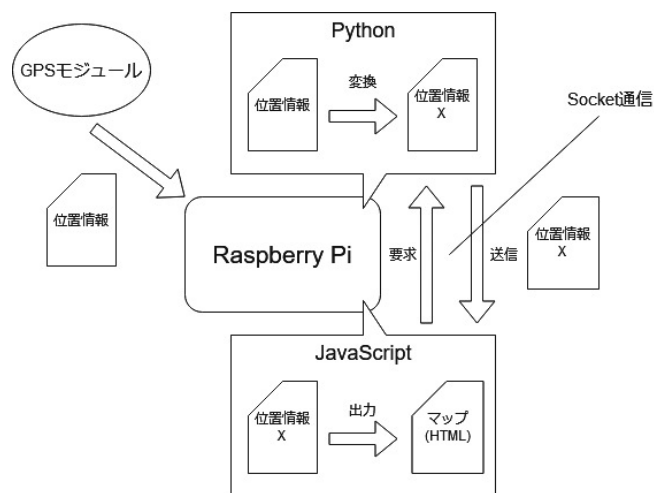 Python
GPSモジュール
変換
位置情報
位置情報
X
Socket通信
位置情報
Raspberry Pi
要求
送信
位置情報
X
JavaScript
位置情報
X
出力
マップ
(HTML)